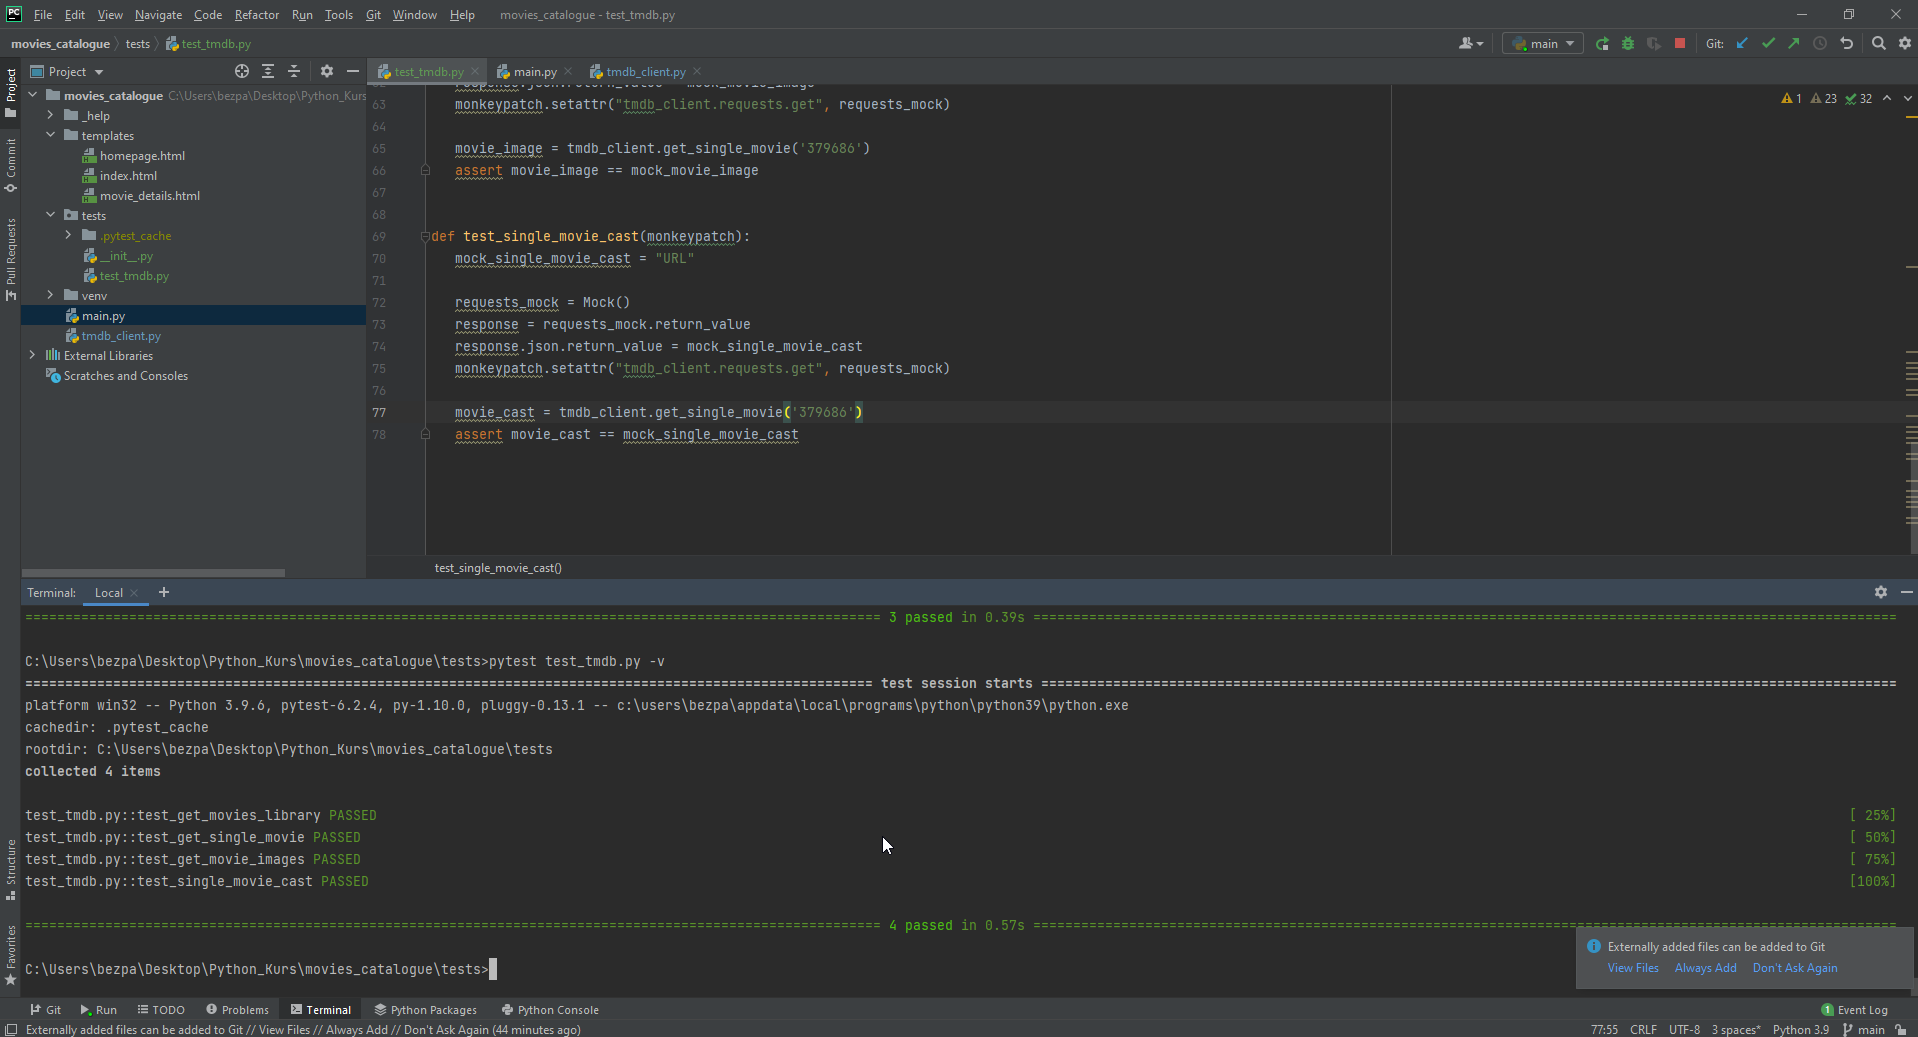 File Edit View Navigate Code Refactor Run Tools Git Window Help movies_catalogue - test_tmdb.py
movies_catalogue tests test_tmdb.py main Git:
Project test_tmdb.py main.py tmdb_client.py
movies_catalogue C:\Users\bezpa\Desktop\Python_Kurs
_help
templates
homepage.html
index.html
movie_details.html
tests
.pytest_cache
__init__.py
test_tmdb.py
venv
main.py
tmdb_client.py
External Libraries
Scratches and Consoles
Project
Commit
Pull Requests
Structure
Favorites
1 23 32
62 response.json.return_value = mock_movie_image
63 monkeypatch.setattr("tmdb_client.requests.get", requests_mock)
64
65 movie_image = tmdb_client.get_single_movie('379686')
66 assert movie_image == mock_movie_image
67
68
69 def test_single_movie_cast(monkeypatch):
70 mock_single_movie_cast = "URL"
71
72 requests_mock = Mock()
73 response = requests_mock.return_value
74 response.json.return_value = mock_single_movie_cast
75 monkeypatch.setattr("tmdb_client.requests.get", requests_mock)
76
77 movie_cast = tmdb_client.get_single_movie('379686')
78 assert movie_cast == mock_single_movie_cast
test_single_movie_cast()
Terminal: Local
=== 3 passed in 0.39s ===
C:\Users\bezpa\Desktop\Python_Kurs\movies_catalogue\tests>pytest test_tmdb.py -v
=== test session starts ===
platform win32 -- Python 3.9.6, pytest-6.2.4, py-1.10.0, pluggy-0.13.1 -- c:\users\bezpa\appdata\local\programs\python\python39\python.exe
cachedir: .pytest_cache
rootdir: C:\Users\bezpa\Desktop\Python_Kurs\movies_catalogue\tests
collected 4 items
test_tmdb.py::test_get_movies_library PASSED [ 25%]
test_tmdb.py::test_get_single_movie PASSED [ 50%]
test_tmdb.py::test_get_movie_images PASSED [ 75%]
test_tmdb.py::test_single_movie_cast PASSED [100%]
=== 4 passed in 0.57s ===
C:\Users\bezpa\Desktop\Python_Kurs\movies_catalogue\tests>
Externally added files can be added to Git
View Files Always Add Don't Ask Again
Git Run TODO Problems Terminal Python Packages Python Console 1 Event Log
Externally added files can be added to Git // View Files // Always Add // Don't Ask Again (44 minutes ago) 77:55 CRLF UTF-8 3 spaces* Python 3.9 main